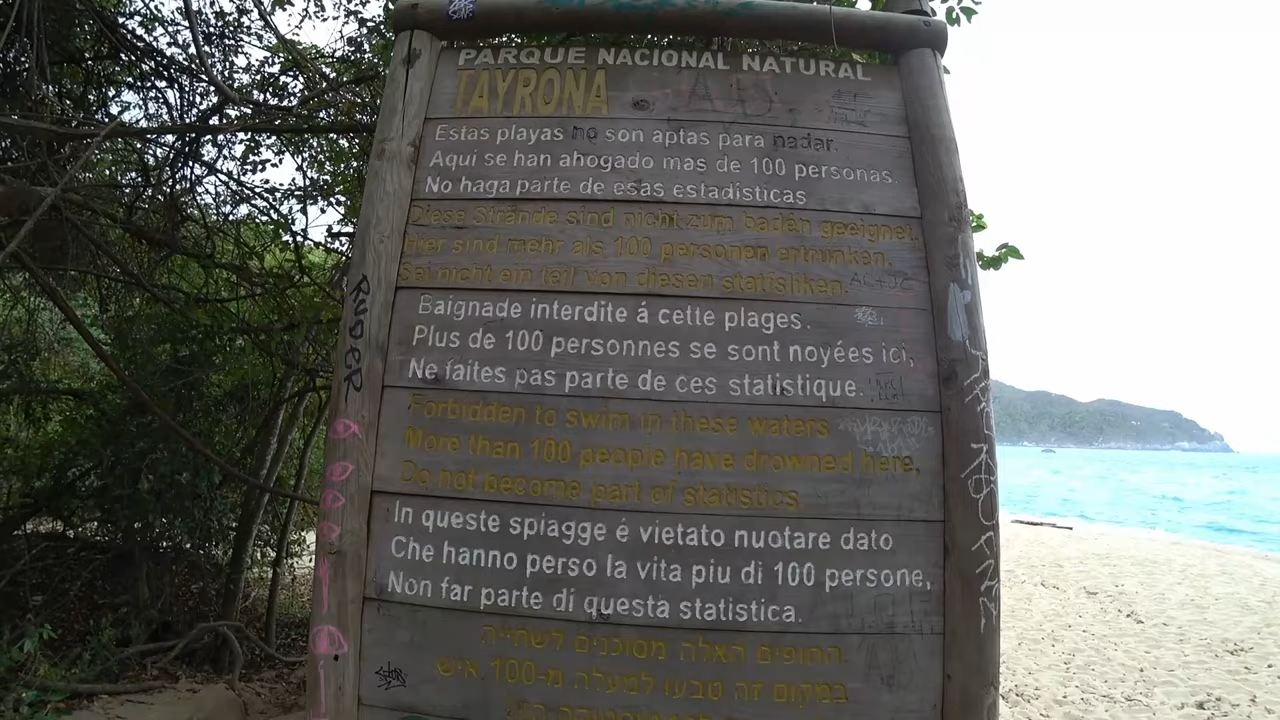 PARQUE NACIONAL NATURAL
TAYRONA
Estas playas no son aptas para nadar.
Aqui se han ahogado mas de 100 personas.
No haga parte de esas estadísticas
Diese Strände sind nicht zum baden geeignet.
Hier sind mehr als 100 personen ertrunken.
Sei nicht ein teil von diesen statistiken.
Baignade interdite á cette plages.
Plus de 100 personnes se sont noyées ici,
Ne faites pas parte de ces statistique.
Forbidden to swim in these waters
More than 100 people have drowned here,
Do not become part of statistics
In queste spiagge é vietato nuotare dato
Che hanno perso la vita piu di 100 persone,
Non far parte di questa statistica.
החופים האלה מסוכנים לשחייה.
במקום זה טבעו למעלה מ-100 איש